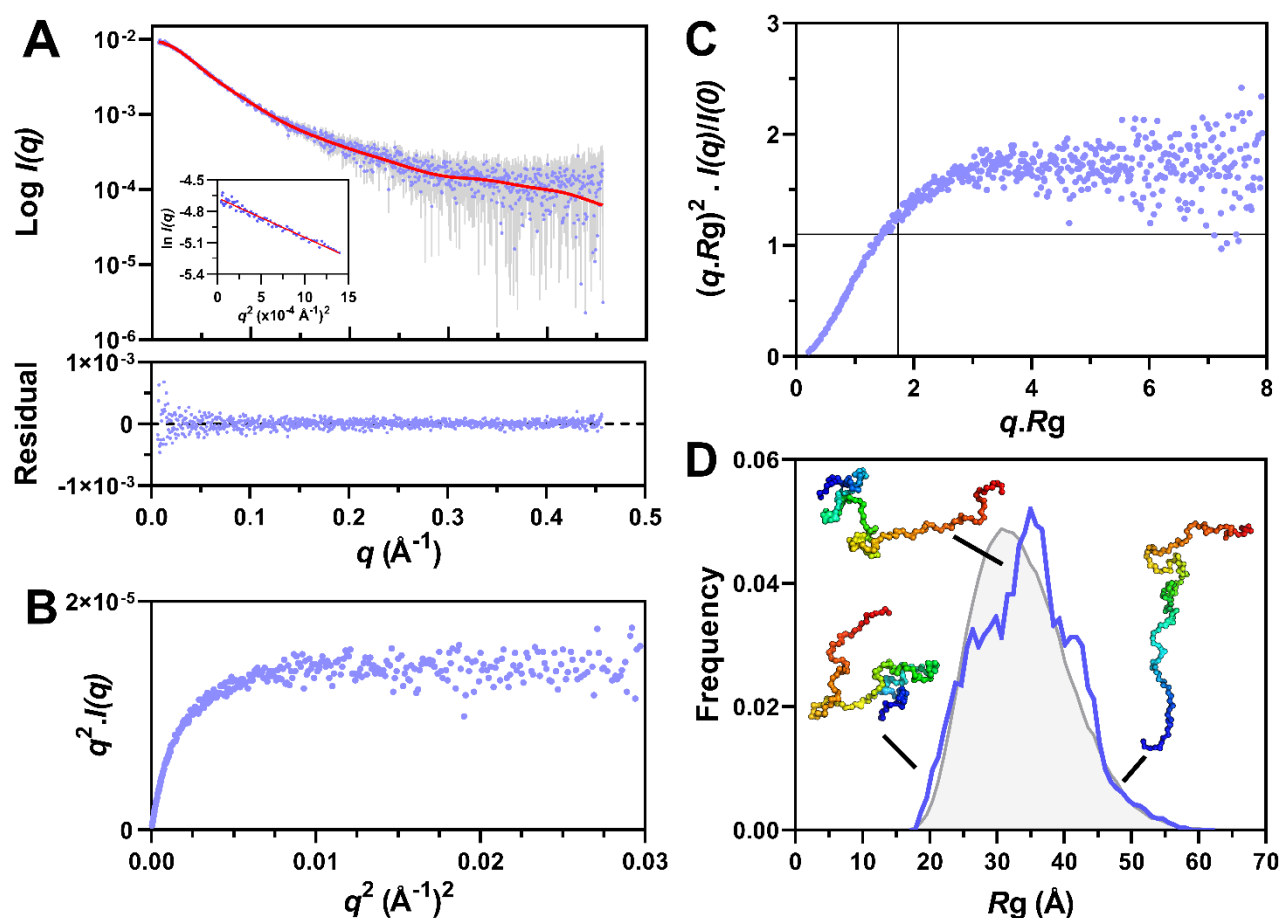 A
Log I(q)
10⁻²
10⁻³
10⁻⁴
10⁻⁵
10⁻⁶
ln I(q)
-4.5
-4.8
-5.1
-5.4
0 5 10 15
q² (x10⁻⁴ Å⁻¹)²
Residual
1×10⁻³
0
-1×10⁻³
0.0 0.1 0.2 0.3 0.4 0.5
q (Å⁻¹)
B
q².I(q)
2×10⁻⁵
0
0.00 0.01 0.02 0.03
q² (Å⁻¹)²
C
(q.Rg)² . I(q)/I(0)
3
2
1
0
0 2 4 6 8
q.Rg
D
Frequency
0.06
0.04
0.02
0.00
0 10 20 30 40 50 60 70
Rg (Å)